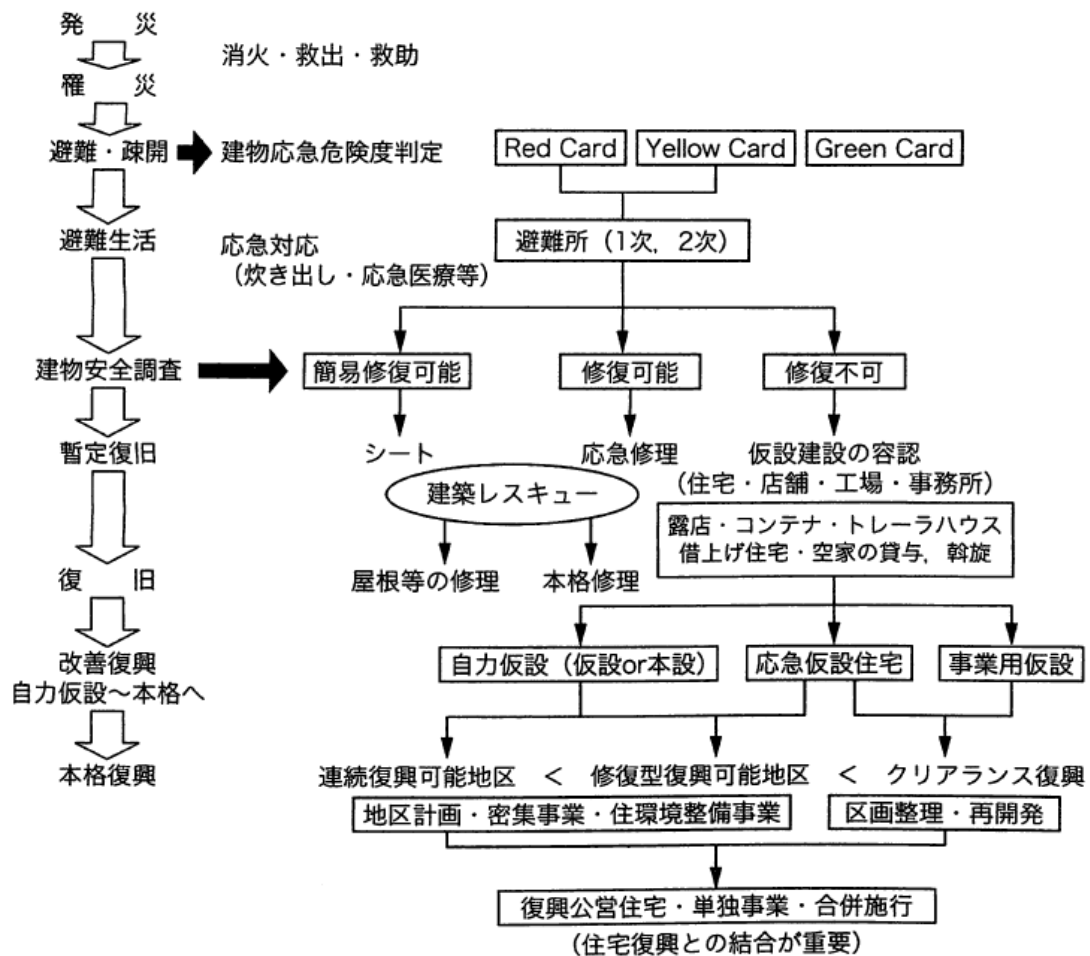 発 災
消火・救出・救助
罹 災
避難・疎開
建物応急危険度判定
Red Card
Yellow Card
Green Card
避難生活
応急対応
（炊き出し・応急医療等）
避難所（1次，2次）
建物安全調査
簡易修復可能
修復可能
修復不可
暫定復旧
シート
応急修理
仮設建設の容認
（住宅・店舗・工場・事務所）
建築レスキュー
露店・コンテナ・トレーラハウス
借上げ住宅・空家の貸与，斡旋
復 旧
屋根等の修理
本格修理
改善復興
自力仮設～本格へ
自力仮設（仮設or本設）
応急仮設住宅
事業用仮設
本格復興
連続復興可能地区 ＜ 修復型復興可能地区 ＜ クリアランス復興
地区計画・密集事業・住環境整備事業
区画整理・再開発
復興公営住宅・単独事業・合併施行
（住宅復興との結合が重要）